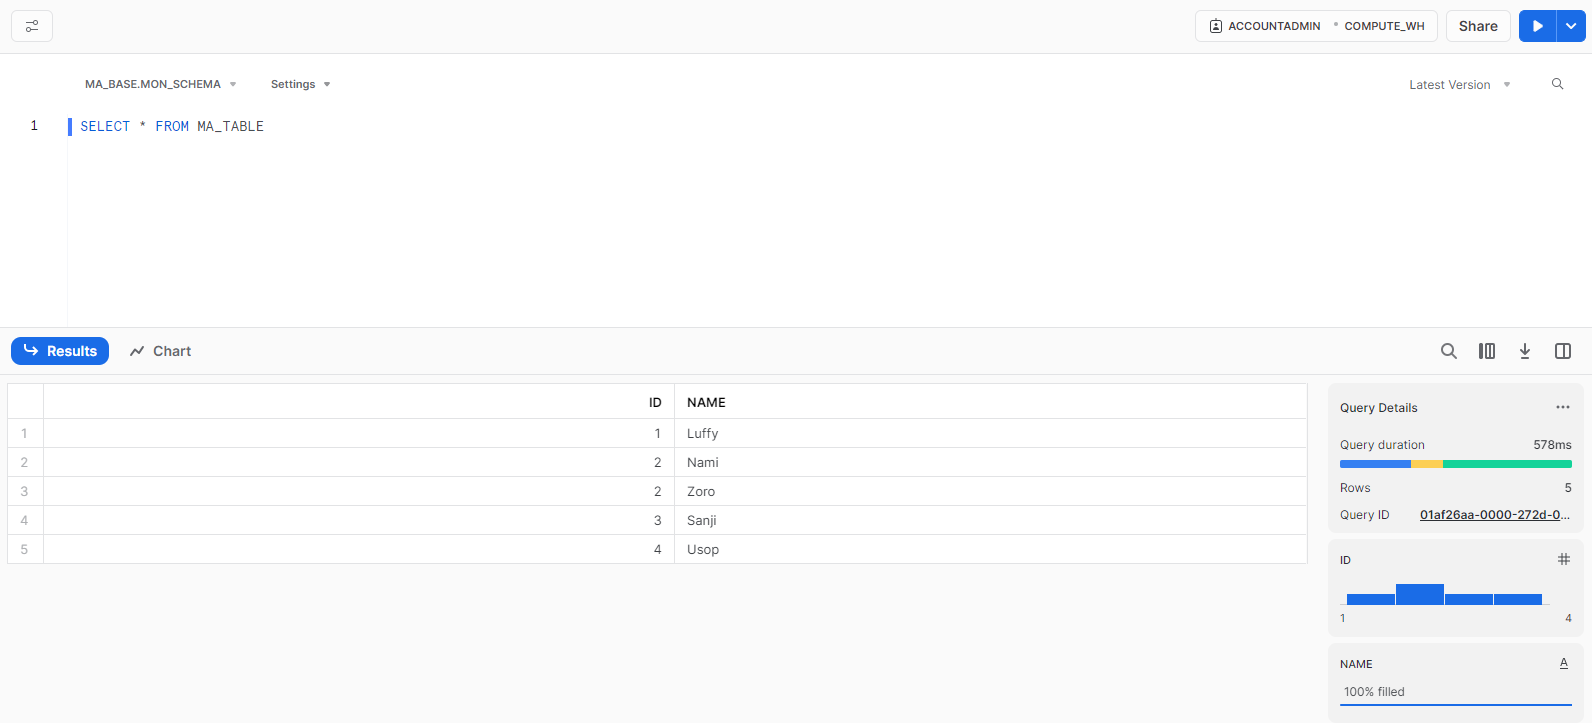 ACCOUNTADMIN • COMPUTE_WH Share
MA_BASE.MON_SCHEMA Settings Latest Version
1 SELECT * FROM MA_TABLE
Results Chart
ID NAME
1 1 Luffy
2 2 Nami
3 2 Zoro
4 3 Sanji
5 4 Usop
Query Details ...
Query duration 578ms
Rows 5
Query ID 01af26aa-0000-272d-0...
ID #
1 4
NAME A
100% filled